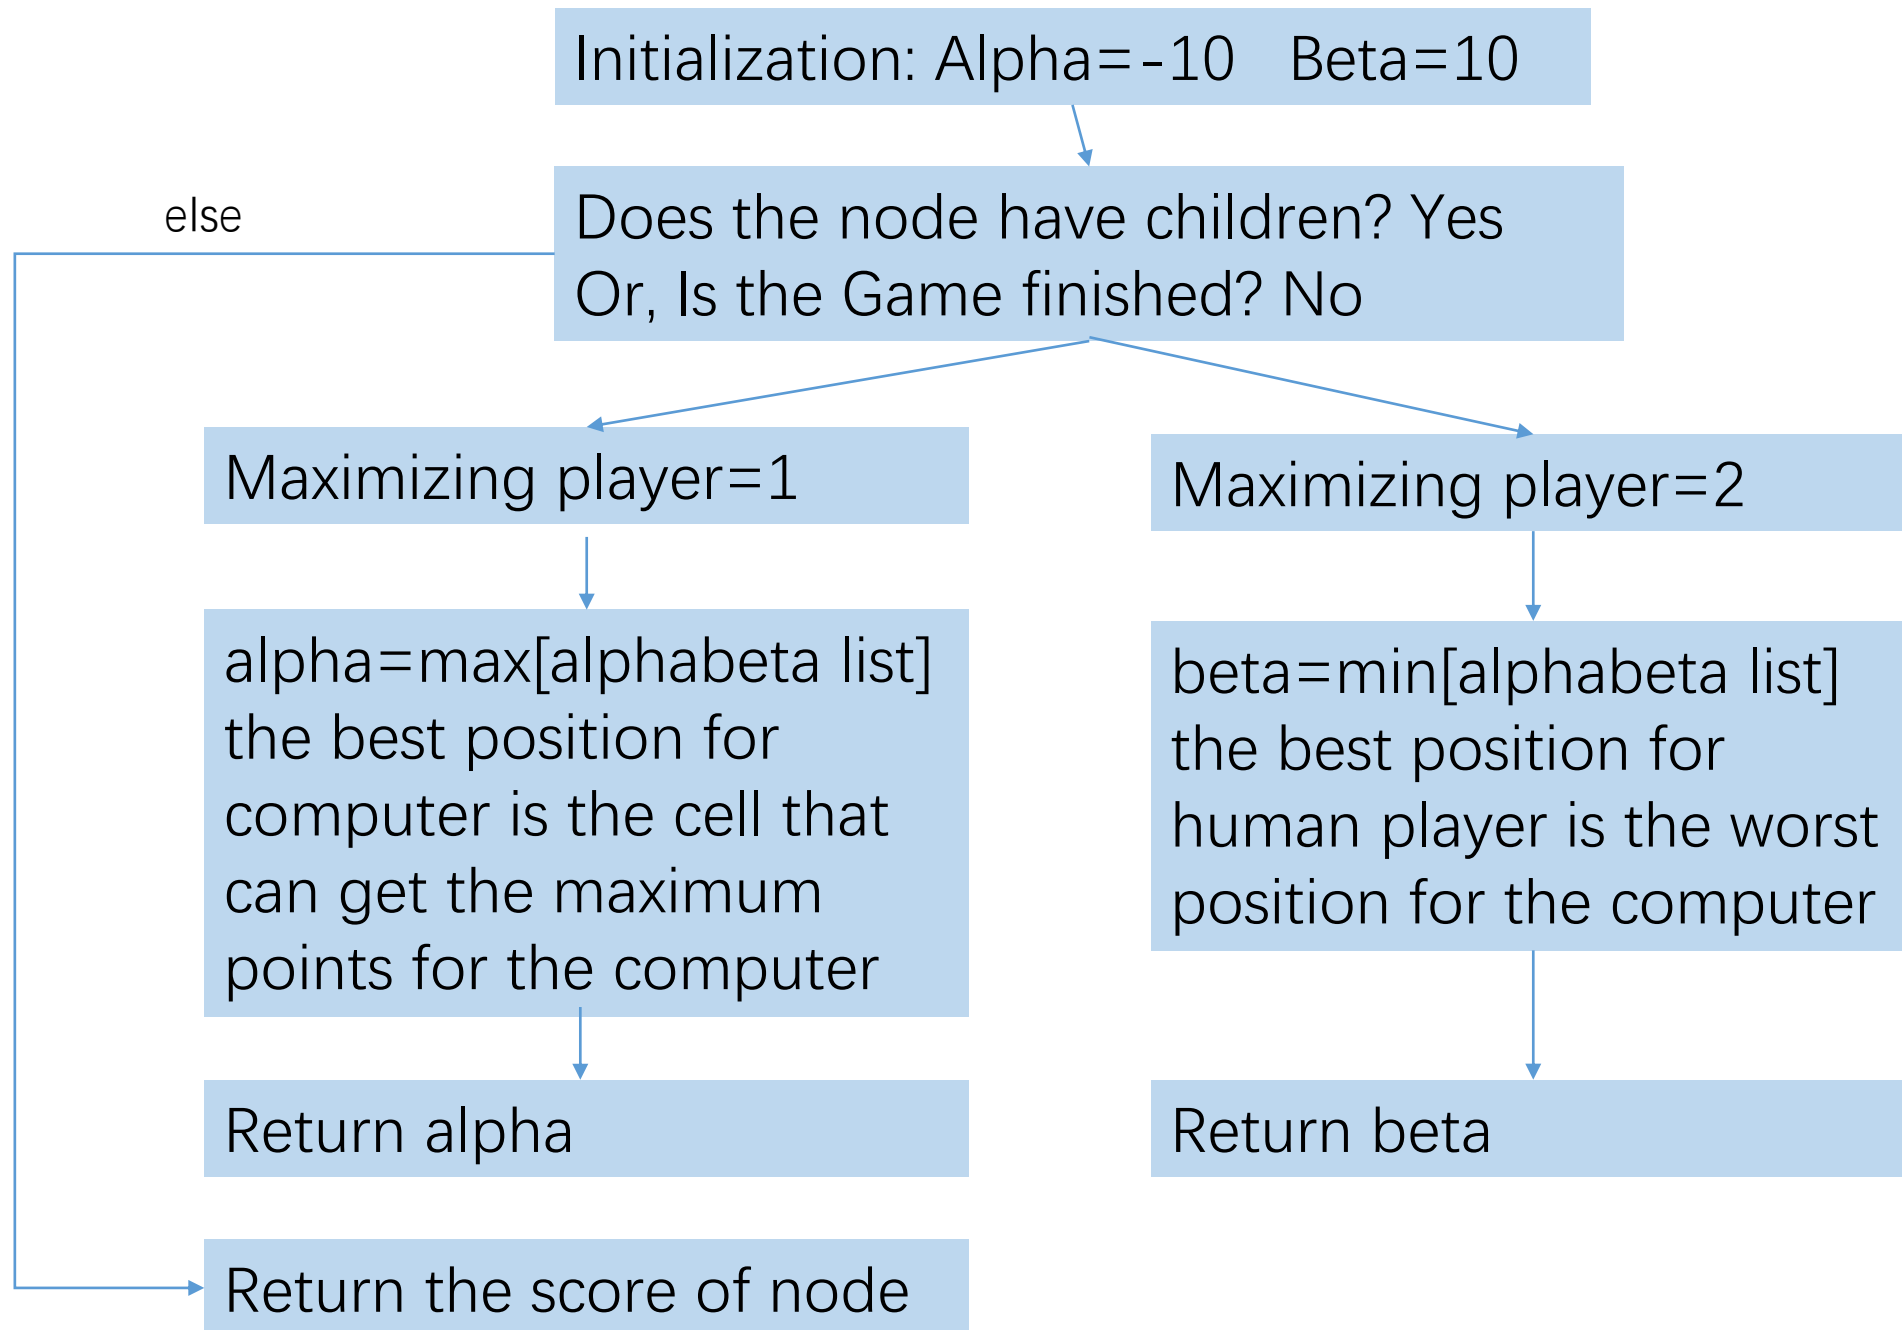 Initialization: Alpha=-10 Beta=10
else
Does the node have children? Yes
Or, Is the Game finished? No
Maximizing player=1
Maximizing player=2
alpha=max[alphabeta list]
the best position for
computer is the cell that
can get the maximum
points for the computer
beta=min[alphabeta list]
the best position for
human player is the worst
position for the computer
Return alpha
Return beta
Return the score of node